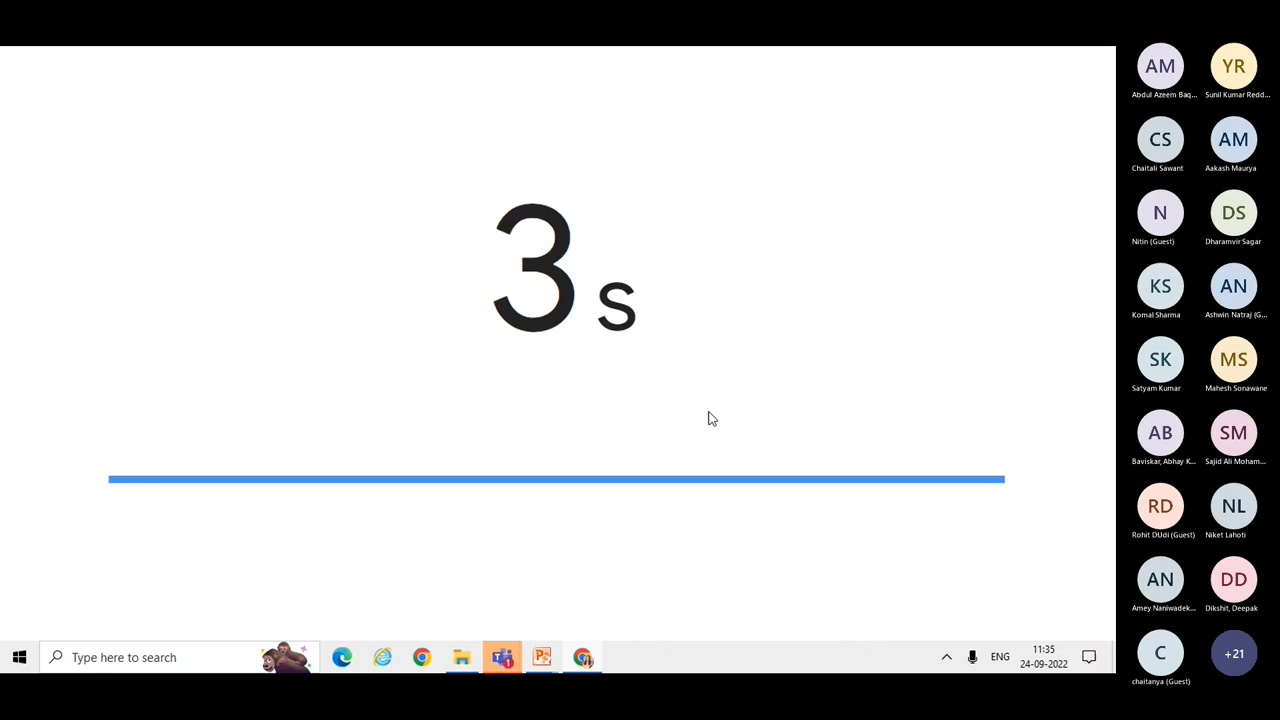 3 s
AM YR
Abdul Azeem Baq... Sunil Kumar Redd...
CS AM
Chaitali Sawant Aakash Maurya
N DS
Nitin (Guest) Dharamvir Sagar
KS AN
Komal Sharma Ashwin Natraj (G...
SK MS
Satyam Kumar Mahesh Sonawane
AB SM
Baviskar, Abhay K... Sajid Ali Moham...
RD NL
Rohit DUdi (Guest) Niket Lahoti
AN DD
Amey Naniwadek... Dikshit, Deepak
C +21
chaitanya (Guest)
Type here to search
ENG
11:35
24-09-2022